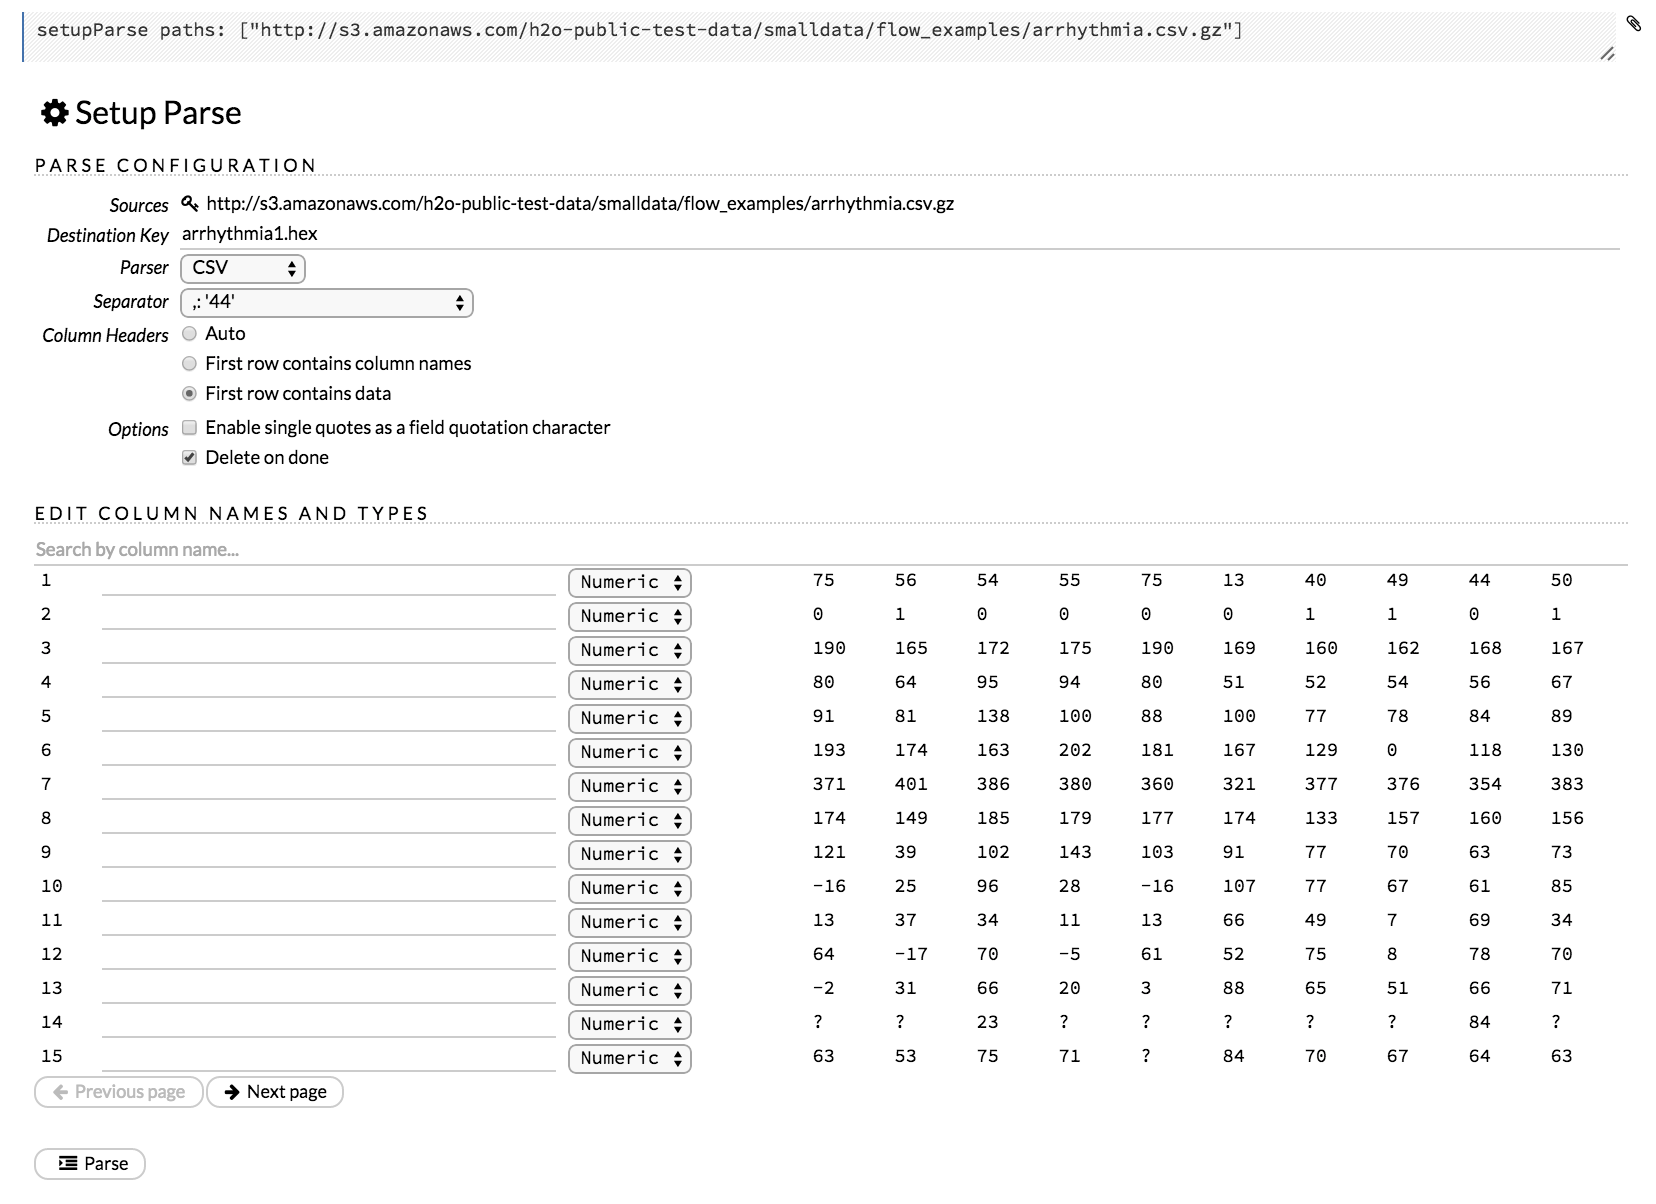 setupParse paths: ["http://s3.amazonaws.com/h2o-public-test-data/smalldata/flow_examples/arrhythmia.csv.gz"]
Setup Parse
PARSE CONFIGURATION
Sources http://s3.amazonaws.com/h2o-public-test-data/smalldata/flow_examples/arrhythmia.csv.gz
Destination Key arrhythmia1.hex
Parser CSV
Separator ,: '44'
Column Headers Auto
First row contains column names
First row contains data
Options Enable single quotes as a field quotation character
Delete on done
EDIT COLUMN NAMES AND TYPES
Search by column name...
1 Numeric 75 56 54 55 75 13 40 49 44 50
2 Numeric 0 1 0 0 0 0 1 1 0 1
3 Numeric 190 165 172 175 190 169 160 162 168 167
4 Numeric 80 64 95 94 80 51 52 54 56 67
5 Numeric 91 81 138 100 88 100 77 78 84 89
6 Numeric 193 174 163 202 181 167 129 0 118 130
7 Numeric 371 401 386 380 360 321 377 376 354 383
8 Numeric 174 149 185 179 177 174 133 157 160 156
9 Numeric 121 39 102 143 103 91 77 70 63 73
10 Numeric -16 25 96 28 -16 107 77 67 61 85
11 Numeric 13 37 34 11 13 66 49 7 69 34
12 Numeric 64 -17 70 -5 61 52 75 8 78 70
13 Numeric -2 31 66 20 3 88 65 51 66 71
14 Numeric ? ? 23 ? ? ? ? ? 84 ?
15 Numeric 63 53 75 71 ? 84 70 67 64 63
Previous page Next page
Parse